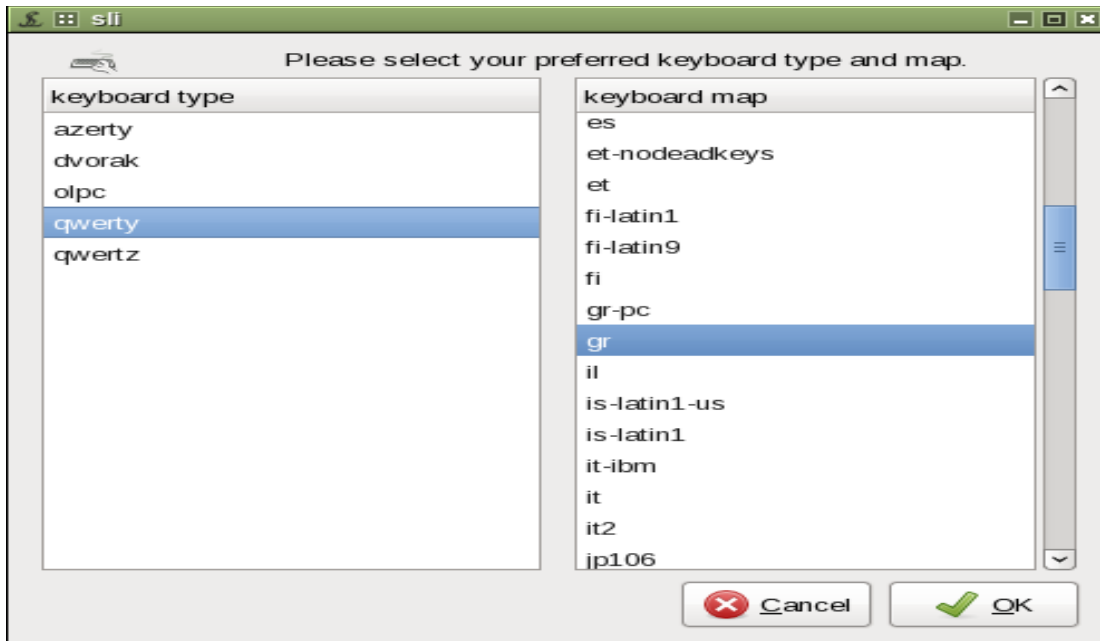 sli
Please select your preferred keyboard type and map.
keyboard type
azerty
dvorak
olpc
qwerty
qwertz
keyboard map
es
et-nodeadkeys
et
fi-latin1
fi-latin9
fi
gr-pc
gr
il
is-latin1-us
is-latin1
it-ibm
it
it2
jp106
Cancel
OK